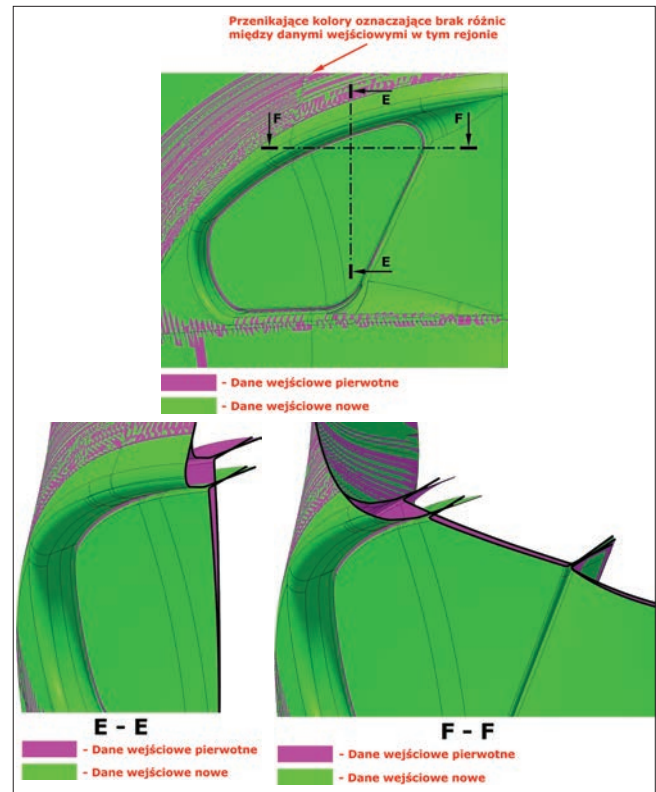 Przenikające kolory oznaczające brak różnic
między danymi wejściowymi w tym rejonie
E
F
F
E
- Dane wejściowe pierwotne
- Dane wejściowe nowe
E - E
- Dane wejściowe pierwotne
- Dane wejściowe nowe
F - F
- Dane wejściowe pierwotne
- Dane wejściowe nowe